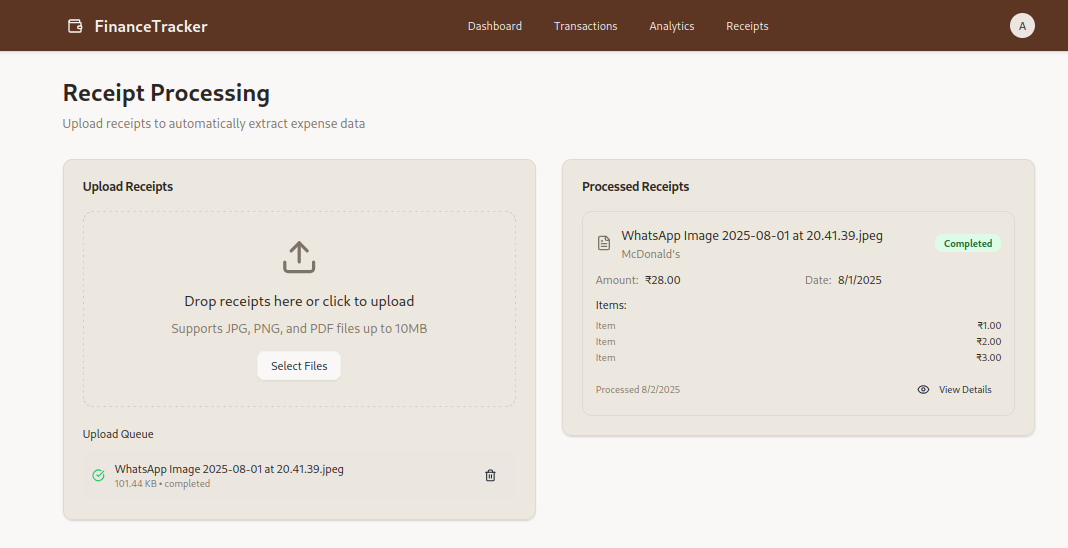 FinanceTracker
Dashboard Transactions Analytics Receipts
A
Receipt Processing
Upload receipts to automatically extract expense data
Upload Receipts
Drop receipts here or click to upload
Supports JPG, PNG, and PDF files up to 10MB
Select Files
Upload Queue
WhatsApp Image 2025-08-01 at 20.41.39.jpeg
101.44 KB • completed
Processed Receipts
WhatsApp Image 2025-08-01 at 20.41.39.jpeg
McDonald's
Completed
Amount: ₹28.00 Date: 8/1/2025
Items:
Item ₹1.00
Item ₹2.00
Item ₹3.00
Processed 8/2/2025 View Details